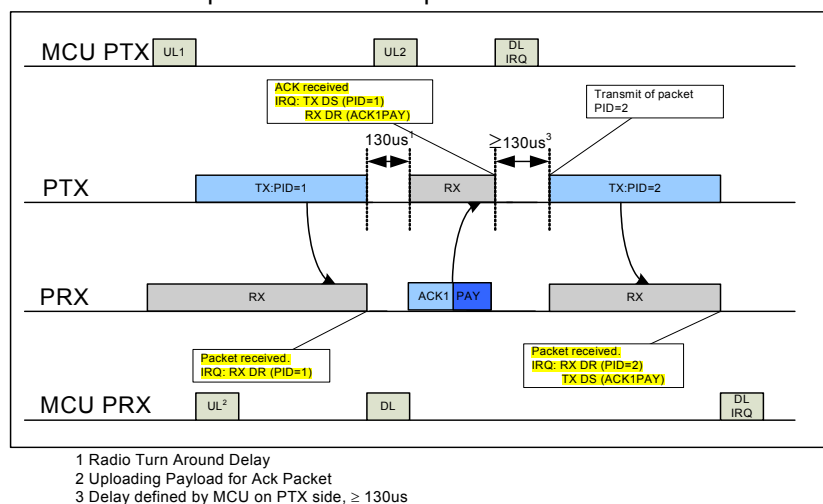 MCU PTX
UL1
UL2
DL
IRQ
ACK received
IRQ: TX DS (PID=1)
RX DR (ACK1PAY)
Transmit of packet
PID=2
130us1
≥130us3
PTX
TX:PID=1
RX
TX:PID=2
PRX
RX
ACK1 PAY
RX
Packet received.
IRQ: RX DR (PID=1)
Packet received.
IRQ: RX DR (PID=2)
TX DS (ACK1PAY)
MCU PRX
UL2
DL
DL
IRQ
1 Radio Turn Around Delay
2 Uploading Payload for Ack Packet
3 Delay defined by MCU on PTX side, ≥ 130us